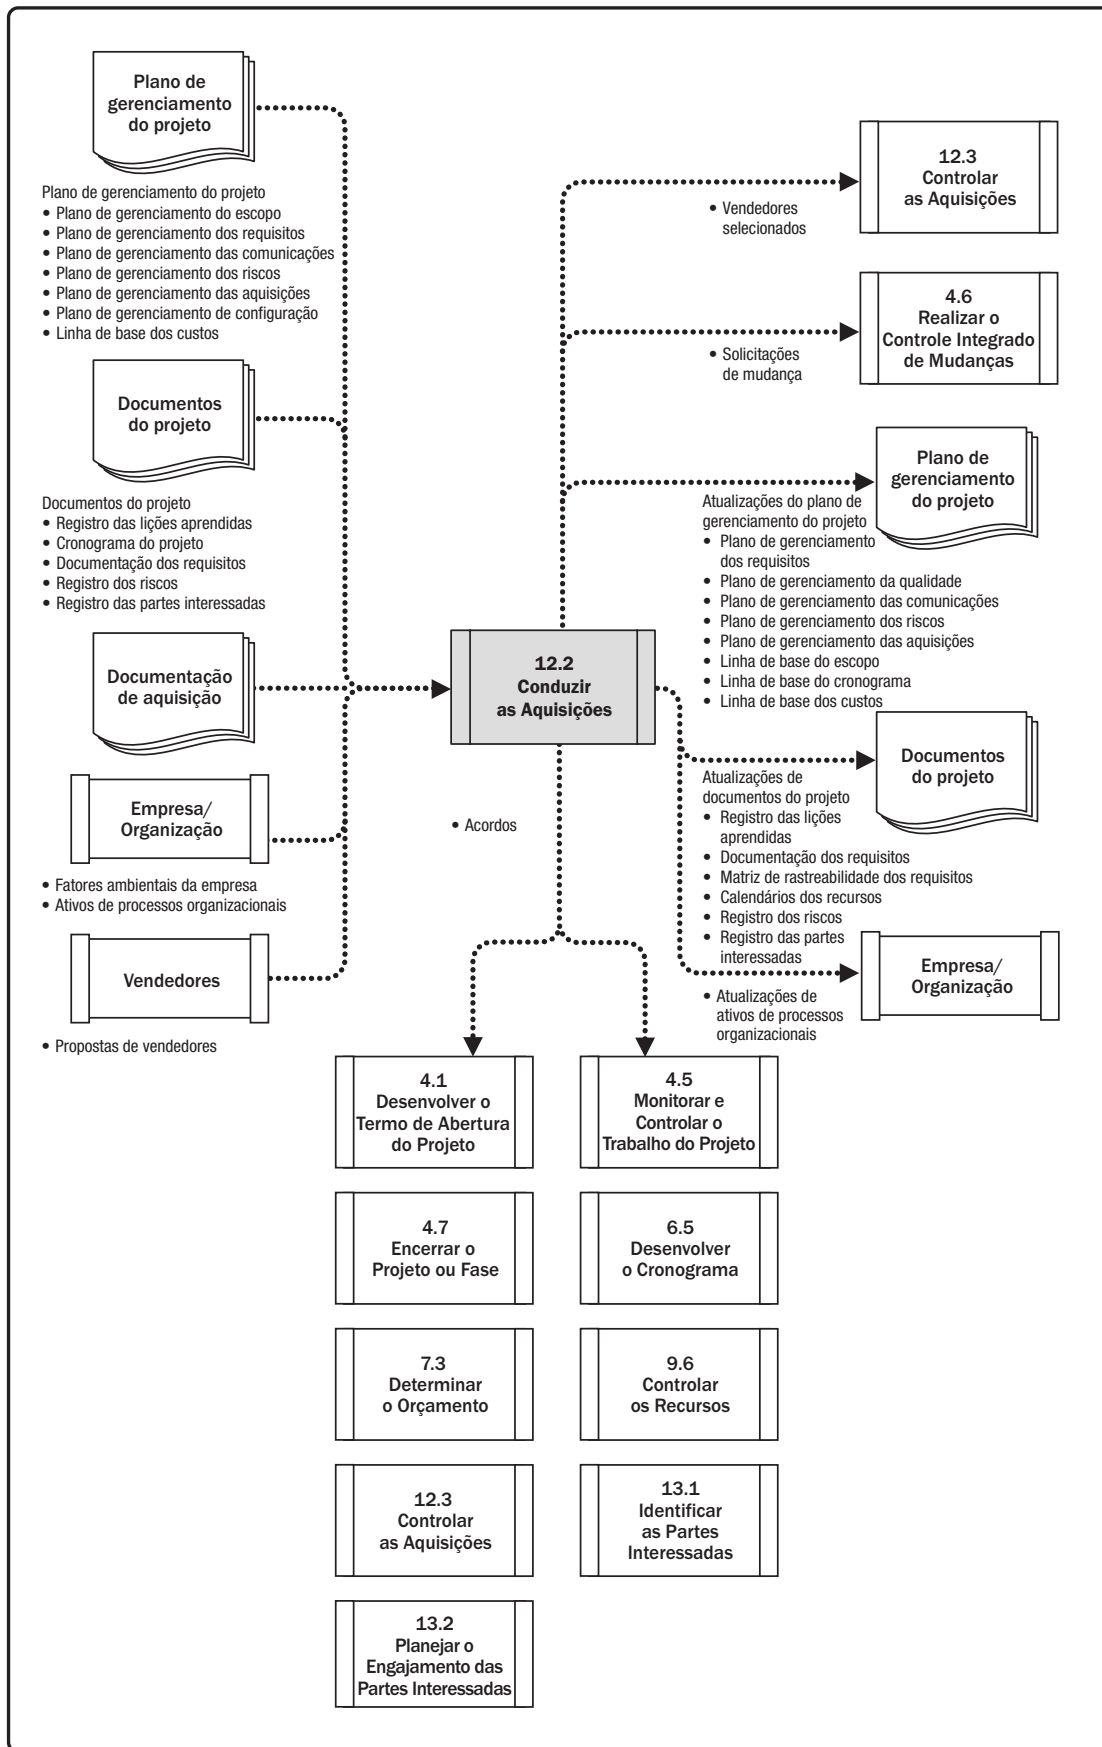 Plano de
gerenciamento
do projeto
Plano de gerenciamento do projeto
• Plano de gerenciamento do escopo
• Plano de gerenciamento dos requisitos
• Plano de gerenciamento das comunicações
• Plano de gerenciamento dos riscos
• Plano de gerenciamento das aquisições
• Plano de gerenciamento de configuração
• Linha de base dos custos
Documentos
do projeto
Documentos do projeto
• Registro das lições aprendidas
• Cronograma do projeto
• Documentação dos requisitos
• Registro dos riscos
• Registro das partes interessadas
Documentação
de aquisição
Empresa/
Organização
• Fatores ambientais da empresa
• Ativos de processos organizacionais
Vendedores
• Propostas de vendedores
12.2
Conduzir
as Aquisições
• Acordos
12.3
Controlar
as Aquisições
• Vendedores
selecionados
4.6
Realizar o
Controle Integrado
de Mudanças
• Solicitações
de mudança
Plano de
gerenciamento
do projeto
Atualizações do plano de
gerenciamento do projeto
• Plano de gerenciamento
dos requisitos
• Plano de gerenciamento da qualidade
• Plano de gerenciamento das comunicações
• Plano de gerenciamento dos riscos
• Plano de gerenciamento das aquisições
• Linha de base do escopo
• Linha de base do cronograma
• Linha de base dos custos
Documentos
do projeto
Atualizações de
documentos do projeto
• Registro das lições
aprendidas
• Documentação dos requisitos
• Matriz de rastreabilidade dos requisitos
• Calendários dos recursos
• Registro dos riscos
• Registro das partes
interessadas
Empresa/
Organização
• Atualizações de
ativos de processos
organizacionais
4.1
Desenvolver o
Termo de Abertura
do Projeto
4.5
Monitorar e
Controlar o
Trabalho do Projeto
4.7
Encerrar o
Projeto ou Fase
6.5
Desenvolver
o Cronograma
7.3
Determinar
o Orçamento
9.6
Controlar
os Recursos
12.3
Controlar
as Aquisições
13.1
Identificar
as Partes
Interessadas
13.2
Planejar o
Engajamento das
Partes Interessadas